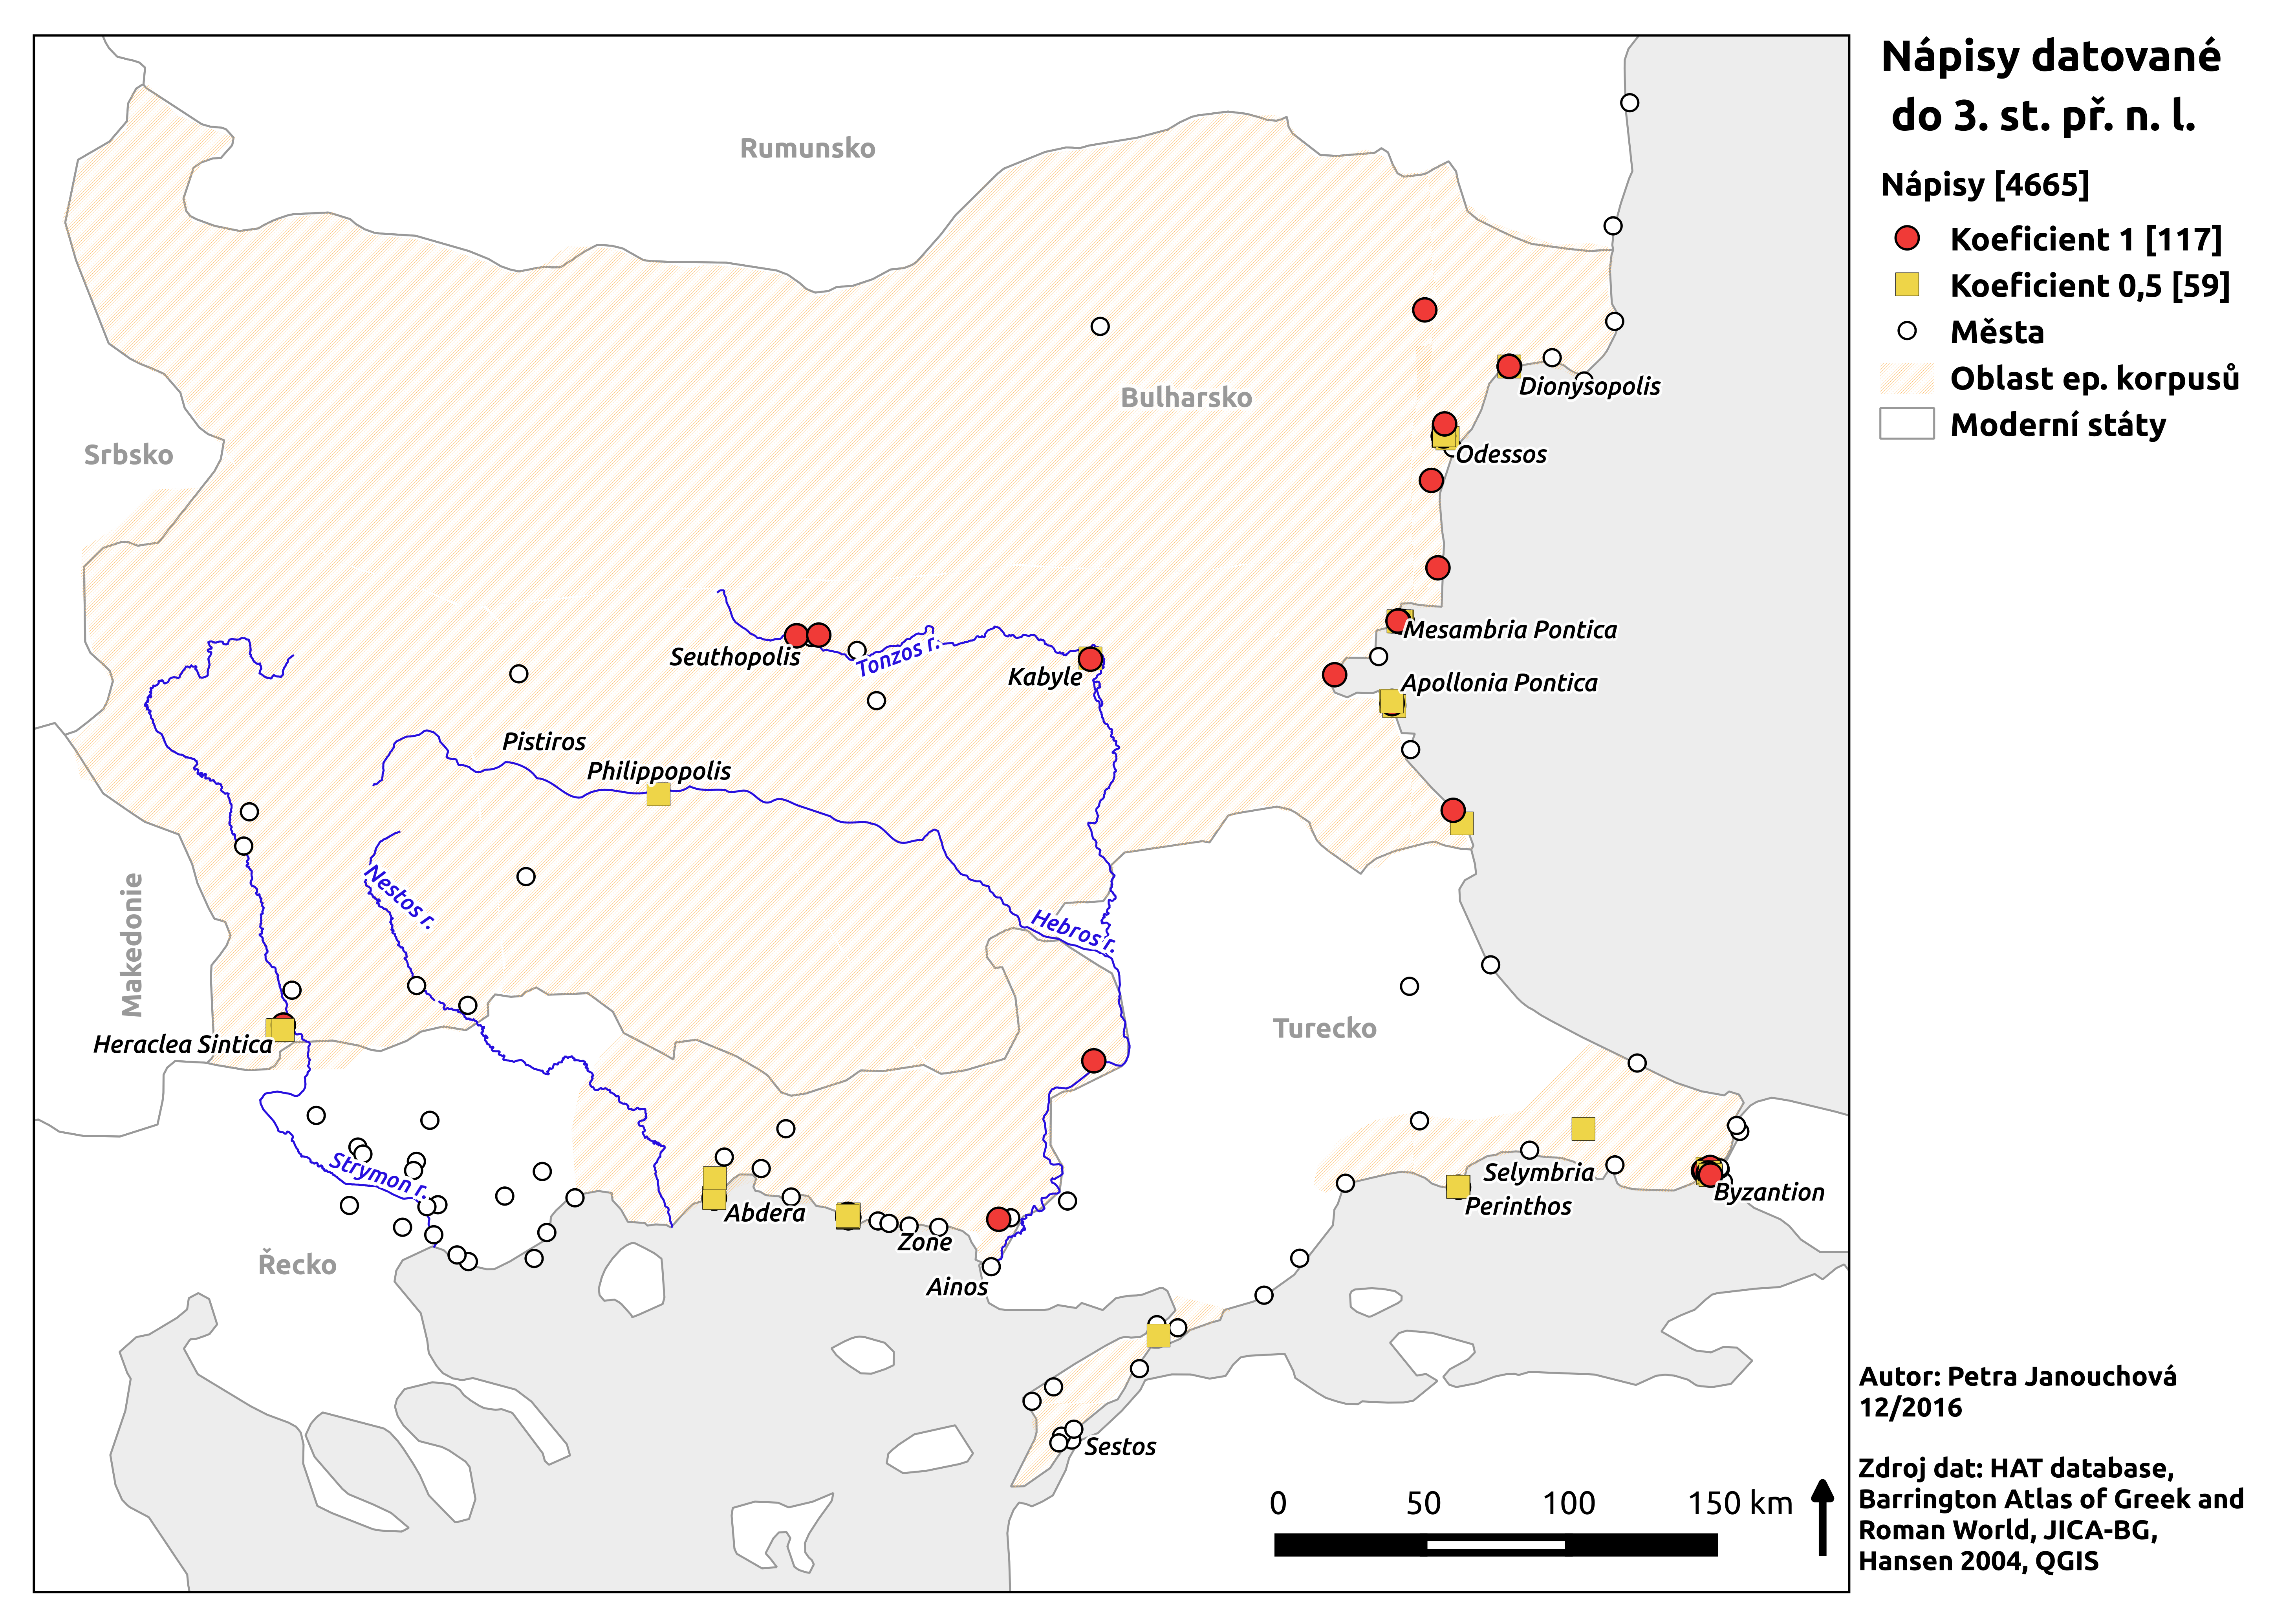 Nápisy datované
do 3. st. př. n. l.
Nápisy [4665]
Koeficient 1 [117]
Koeficient 0,5 [59]
Města
Oblast ep. korpusů
Moderní státy
Rumunsko
Bulharsko
Srbsko
Makedonie
Řecko
Turecko
Dionysopolis
Odessos
Mesambria Pontica
Apollonia Pontica
Seuthopolis
Tonzos r.
Kabyle
Pistiros
Philippopolis
Nestos r.
Hebros r.
Heraclea Sintica
Strymon r.
Abdera
Zone
Ainos
Selymbria
Perinthos
Byzantion
Sestos
0 50 100 150 km
Autor: Petra Janouchová
12/2016
Zdroj dat: HAT database,
Barrington Atlas of Greek and
Roman World, JICA-BG,
Hansen 2004, QGIS